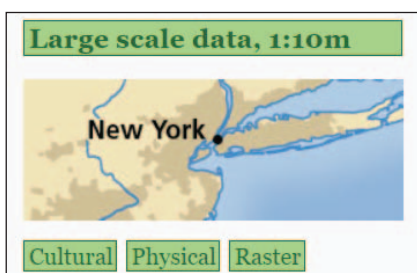 Large scale data, 1:10m
New York
Cultural Physical Raster